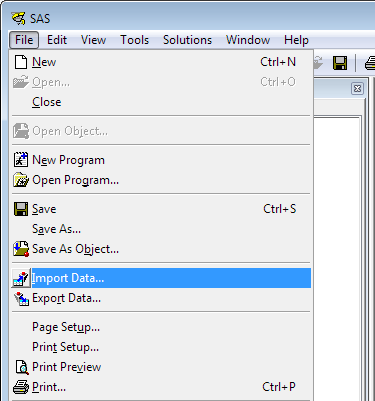 SAS
File Edit View Tools Solutions Window Help
New Ctrl+N
Open... Ctrl+O
Close
Open Object...
New Program
Open Program...
Save Ctrl+S
Save As...
Save As Object...
Import Data...
Export Data...
Page Setup...
Print Setup...
Print Preview
Print... Ctrl+P